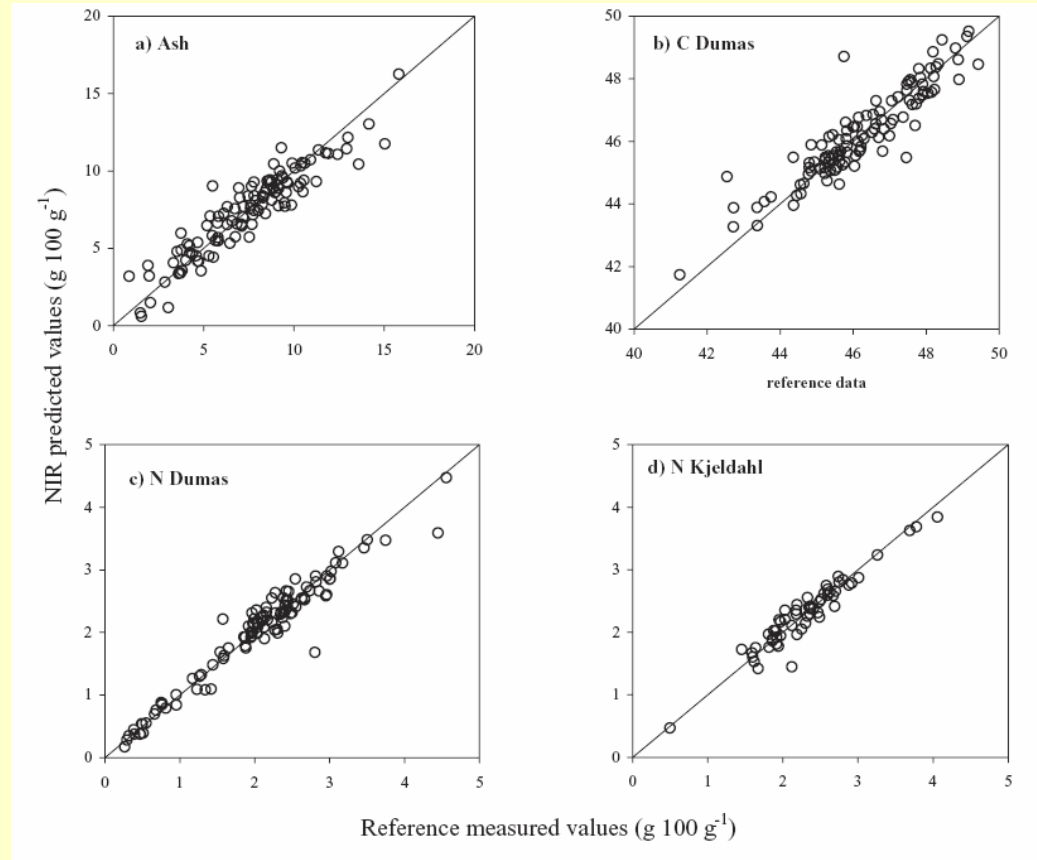 NIR predicted values (g 100 g-1)
a) Ash
20
15
10
5
0
0 5 10 15 20
b) C Dumas
50
48
46
44
42
40
40 42 44 46 48 50
reference data
c) N Dumas
5
4
3
2
1
0
0 1 2 3 4 5
d) N Kjeldahl
5
4
3
2
1
0
0 1 2 3 4 5
Reference measured values (g 100 g-1)